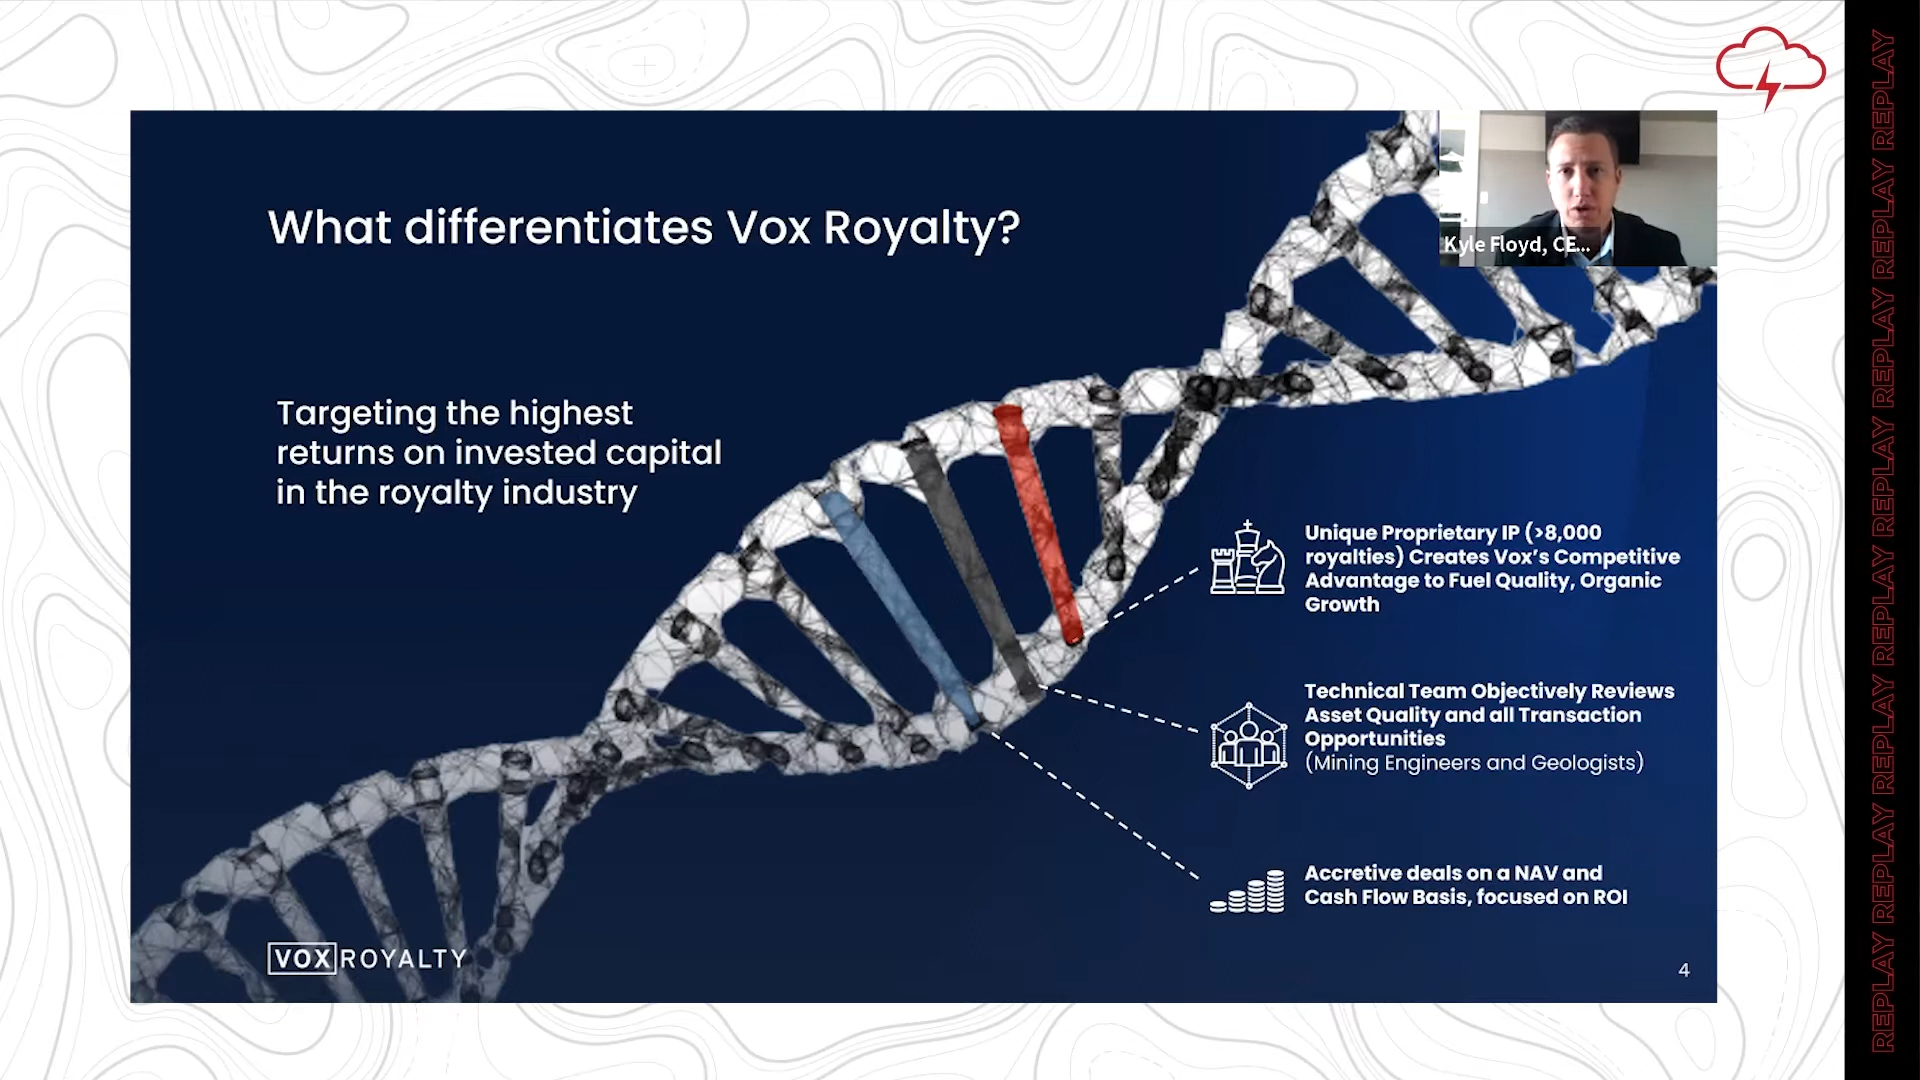 What differentiates Vox Royalty?
Kyle Floyd, CE...
Targeting the highest
returns on invested capital
in the royalty industry
Unique Proprietary IP (>8,000
royalties) Creates Vox's Competitive
Advantage to Fuel Quality, Organic
Growth
Technical Team Objectively Reviews
Asset Quality and all Transaction
Opportunities
(Mining Engineers and Geologists)
Accretive deals on a NAV and
Cash Flow Basis, focused on ROI
VOX ROYALTY
4
REPLAY REPLAY REPLAY REPLAY REPLAY REPLAY REPLAY REPLAY REPLAY REPLAY REPLAY